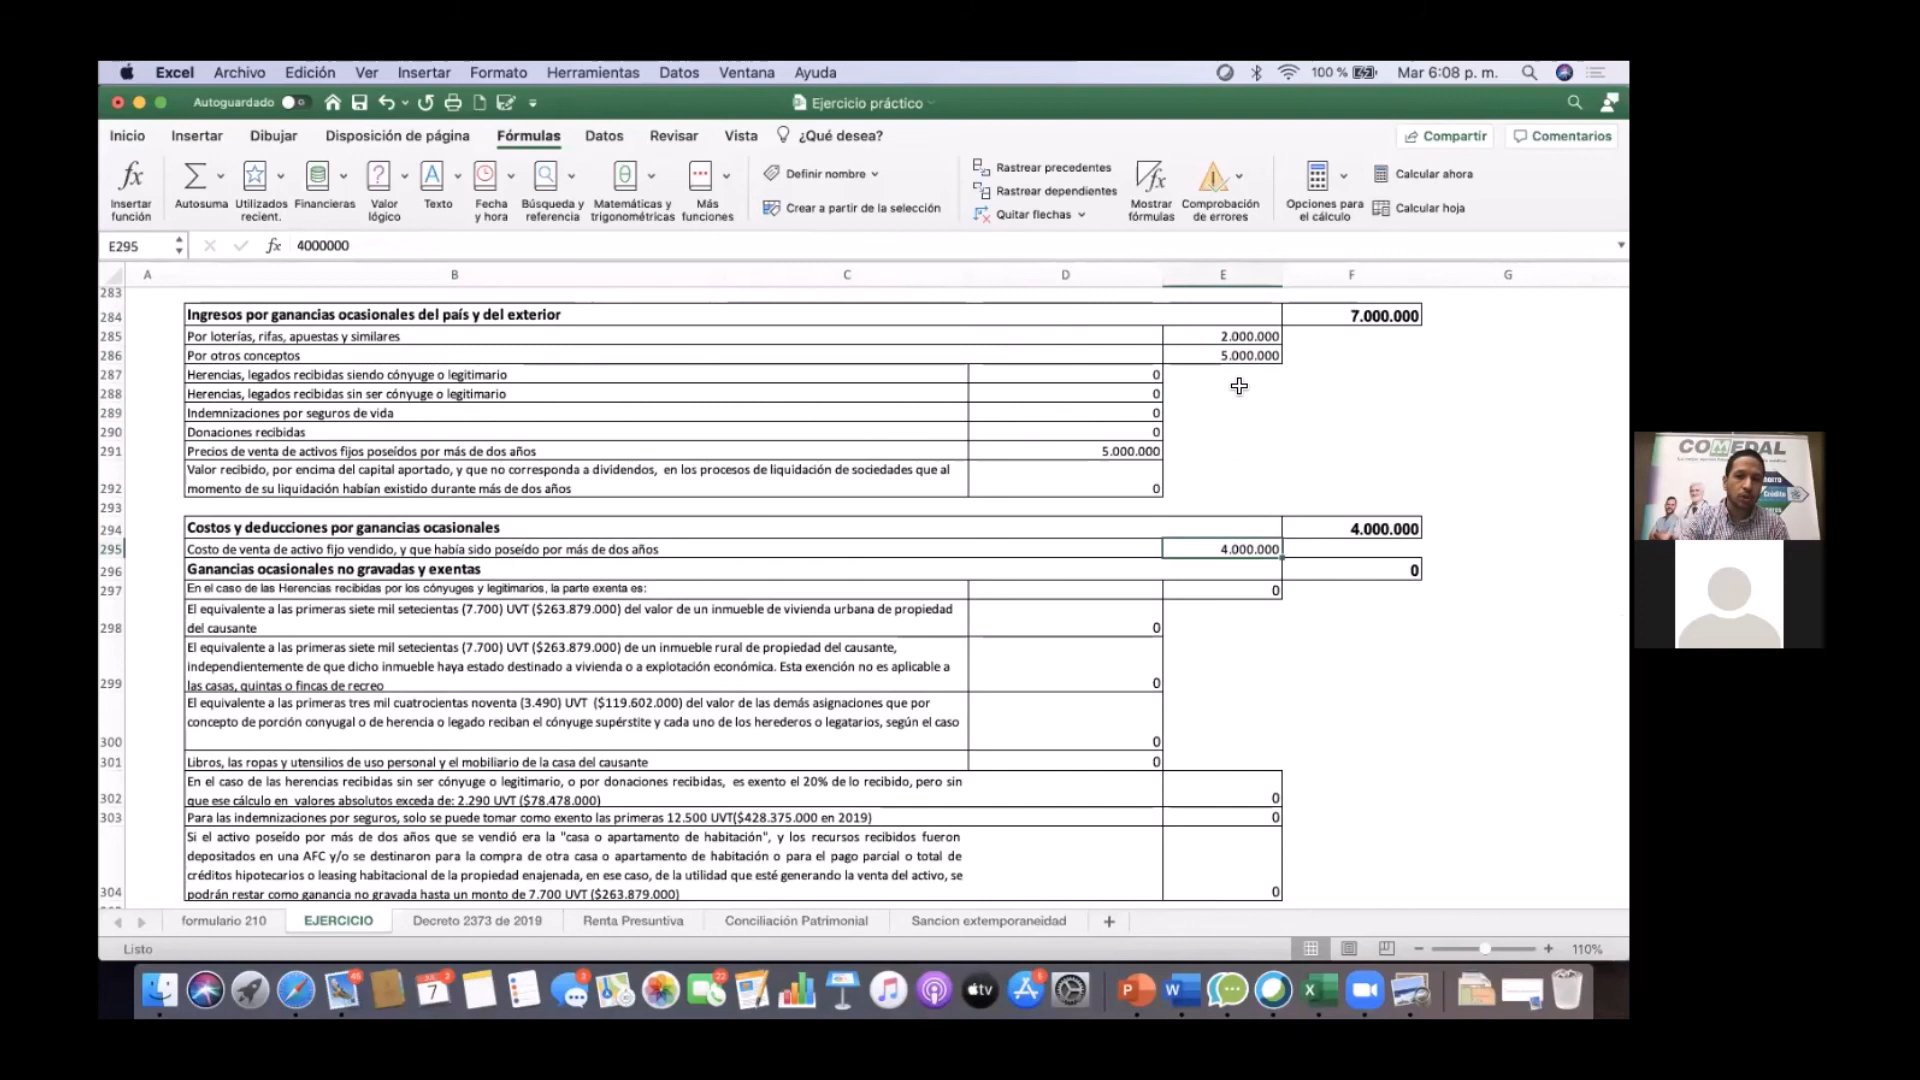 Excel Archivo Edición Ver Insertar Formato Herramientas Datos Ventana Ayuda 100 % Mar 6:08 p. m.
Autoguardado Ejercicio práctico
Inicio Insertar Dibujar Disposición de página Fórmulas Datos Revisar Vista ¿Qué desea? Compartir Comentarios
Insertar función
Autosuma
Utilizados recient.
Financieras
Valor lógico
Texto
Fecha y hora
Búsqueda y referencia
Matemáticas y trigonométricas
Más funciones
Definir nombre
Crear a partir de la selección
Rastrear precedentes
Rastrear dependientes
Quitar flechas
Mostrar fórmulas
Comprobación de errores
Opciones para el cálculo
Calcular ahora
Calcular hoja
E295 fx 4000000
A B C D E F G
283
284 Ingresos por ganancias ocasionales del país y del exterior 7.000.000
285 Por loterías, rifas, apuestas y similares 2.000.000
286 Por otros conceptos 5.000.000
287 Herencias, legados recibidas siendo cónyuge o legitimario 0
288 Herencias, legados recibidas sin ser cónyuge o legitimario 0
289 Indemnizaciones por seguros de vida 0
290 Donaciones recibidas 0
291 Precios de venta de activos fijos poseídos por más de dos años 5.000.000
Valor recibido, por encima del capital aportado, y que no corresponda a dividendos, en los procesos de liquidación de sociedades que al
292 momento de su liquidación habían existido durante más de dos años 0
293
294 Costos y deducciones por ganancias ocasionales 4.000.000
295 Costo de venta de activo fijo vendido, y que había sido poseído por más de dos años 4.000.000
296 Ganancias ocasionales no gravadas y exentas 0
297 En el caso de las Herencias recibidas por los cónyuges y legitimarios, la parte exenta es: 0
El equivalente a las primeras siete mil setecientas (7.700) UVT ($263.879.000) del valor de un inmueble de vivienda urbana de propiedad
298 del causante 0
El equivalente a las primeras siete mil setecientas (7.700) UVT ($263.879.000) de un inmueble rural de propiedad del causante,
independientemente de que dicho inmueble haya estado destinado a vivienda o a explotación económica. Esta exención no es aplicable a
299 las casas, quintas o fincas de recreo 0
El equivalente a las primeras tres mil cuatrocientas noventa (3.490) UVT ($119.602.000) del valor de las demás asignaciones que por
concepto de porción conyugal o de herencia o legado reciban el cónyuge supérstite y cada uno de los herederos o legatarios, según el caso
300 0
301 Libros, las ropas y utensilios de uso personal y el mobiliario de la casa del causante 0
En el caso de las herencias recibidas sin ser cónyuge o legitimario, o por donaciones recibidas, es exento el 20% de lo recibido, pero sin
302 que ese cálculo en valores absolutos exceda de: 2.290 UVT ($78.478.000) 0
303 Para las indemnizaciones por seguros, solo se puede tomar como exento las primeras 12.500 UVT($428.375.000 en 2019) 0
Si el activo poseído por más de dos años que se vendió era la "casa o apartamento de habitación", y los recursos recibidos fueron
depositados en una AFC y/o se destinaron para la compra de otra casa o apartamento de habitación o para el pago parcial o total de
créditos hipotecarios o leasing habitacional de la propiedad enajenada, en ese caso, de la utilidad que esté generando la venta del activo, se
304 podrán restar como ganancia no gravada hasta un monto de 7.700 UVT ($263.879.000) 0
formulario 210 EJERCICIO Decreto 2373 de 2019 Renta Presuntiva Conciliación Patrimonial Sancion extemporaneidad +
Listo 110%
COMEDAL
Crédito